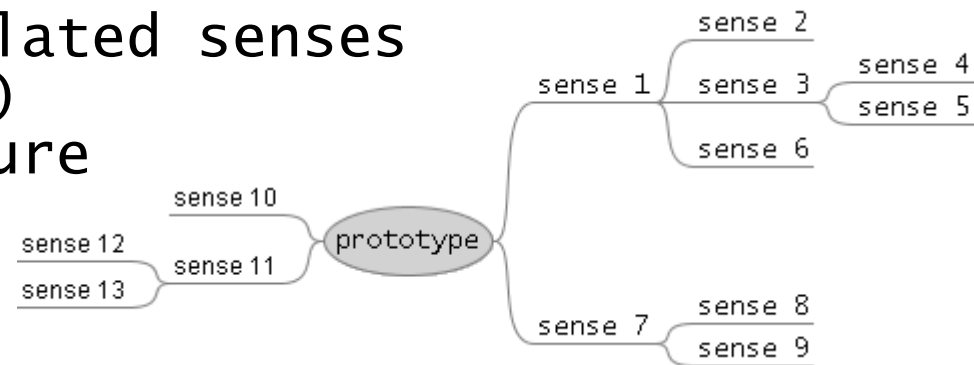 lated senses
)
ure
sense 2
sense 1
sense 3
sense 4
sense 5
sense 6
sense 10
prototype
sense 12
sense 11
sense 13
sense 7
sense 8
sense 9